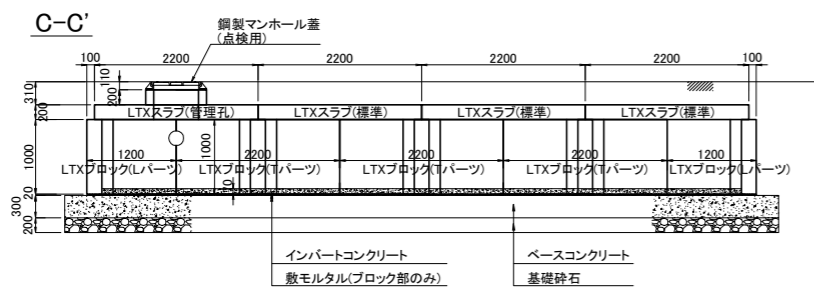 C-C'
鋼製マンホール蓋
(点検用)
100 2200 2200 2200 2200 100
110
310
200
200
LTXスラブ(管理孔) LTXスラブ(標準) LTXスラブ(標準) LTXスラブ(標準)
1000
1000
1200 2200 2200 2200 1200
LTXブロック(Lパーツ) LTXブロック(Tパーツ) LTXブロック(Tパーツ) LTXブロック(Tパーツ) LTXブロック(Lパーツ)
20
300
200
インバートコンクリート
敷モルタル(ブロック部のみ)
ベースコンクリート
基礎砕石